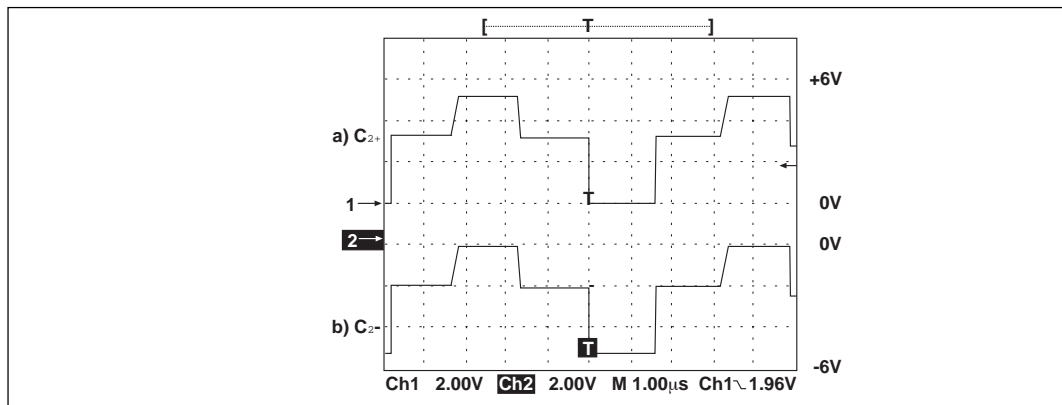 [ T ]
+6V
a) C₂₊
T
1
0V
2
0V
b) C₂-
T
-6V
Ch1 2.00V Ch2 2.00V M 1.00µs Ch1 1.96V